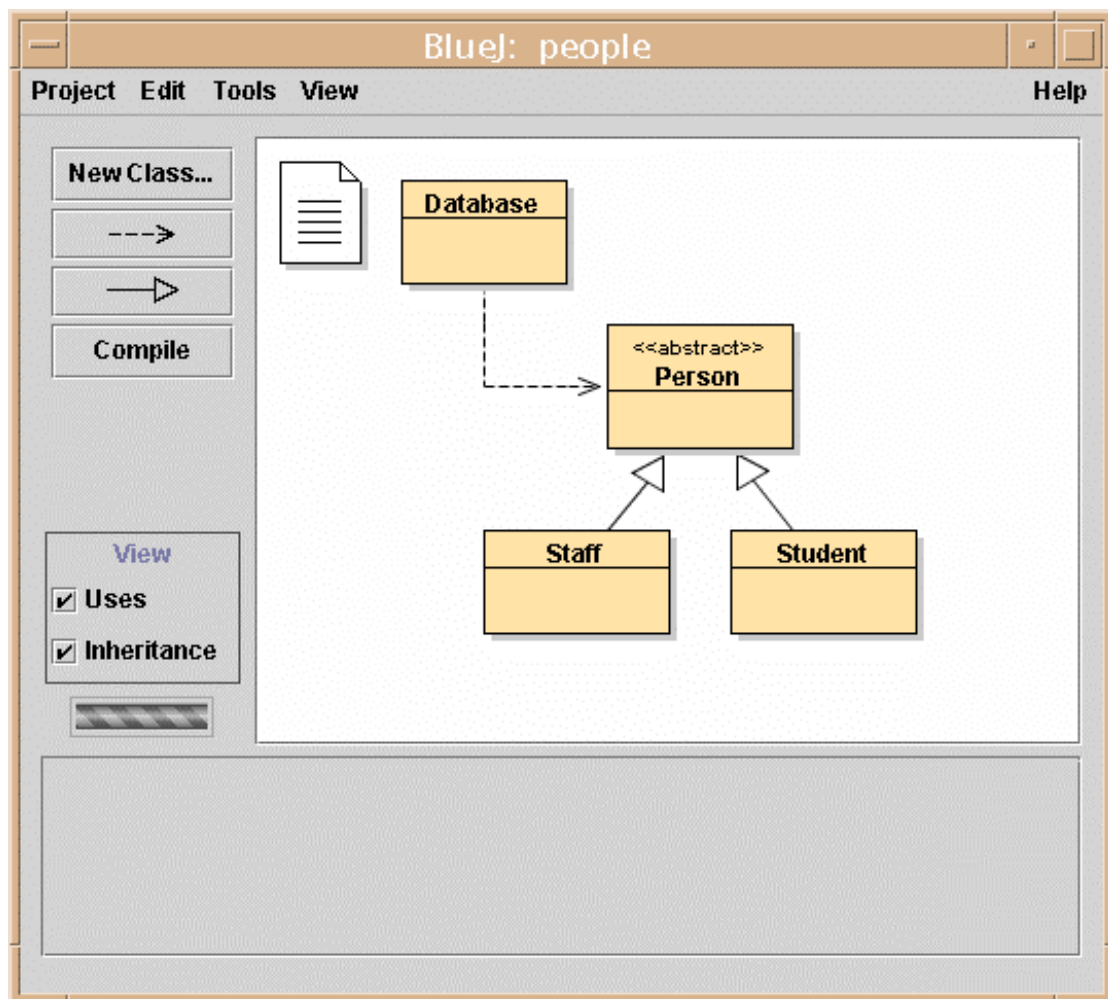 BlueJ: people
Project Edit Tools View Help
New Class...
Compile
View
Uses
Inheritance
Database
<<abstract>>
Person
Staff
Student